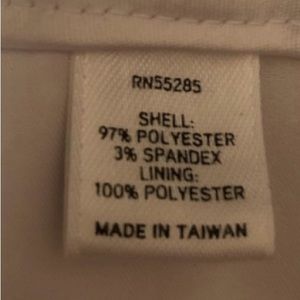 RN55285
SHELL:
97% POLYESTER
3% SPANDEX
LINING:
100% POLYESTER
MADE IN TAIWAN